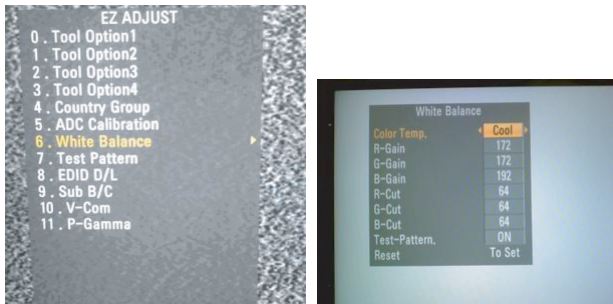 EZ ADJUST
0 . Tool Option1
1 . Tool Option2
2 . Tool Option3
3 . Tool Option4
4 . Country Group
5 . ADC Calibration
6 . White Balance
7 . Test Pattern
8 . EDID D/L
9 . Sub B/C
10 . V-Com
11 . P-Gamma
White Balance
Color Temp. Cool
R-Gain 172
G-Gain 172
B-Gain 192
R-Cut 64
G-Cut 64
B-Cut 64
Test-Pattern. ON
Reset To Set